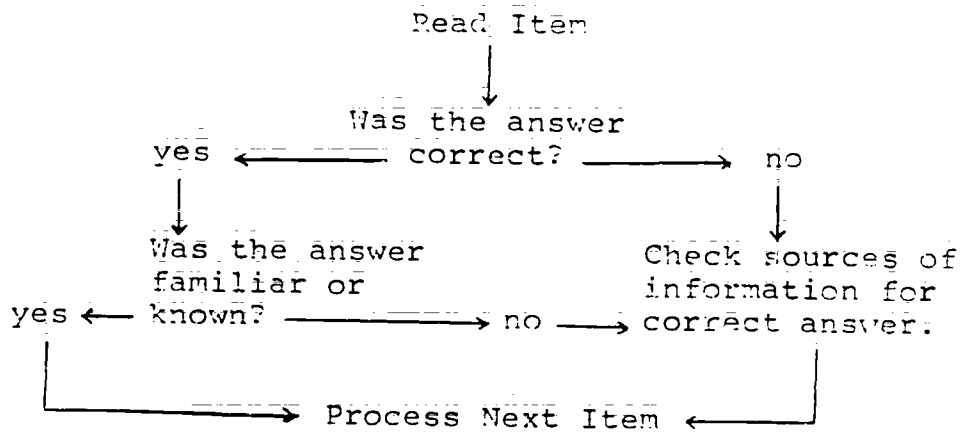 Read Item
Was the answer
yes correct? no
Was the answer Check sources of
familiar or information for
yes known? no correct answer.
Process Next Item